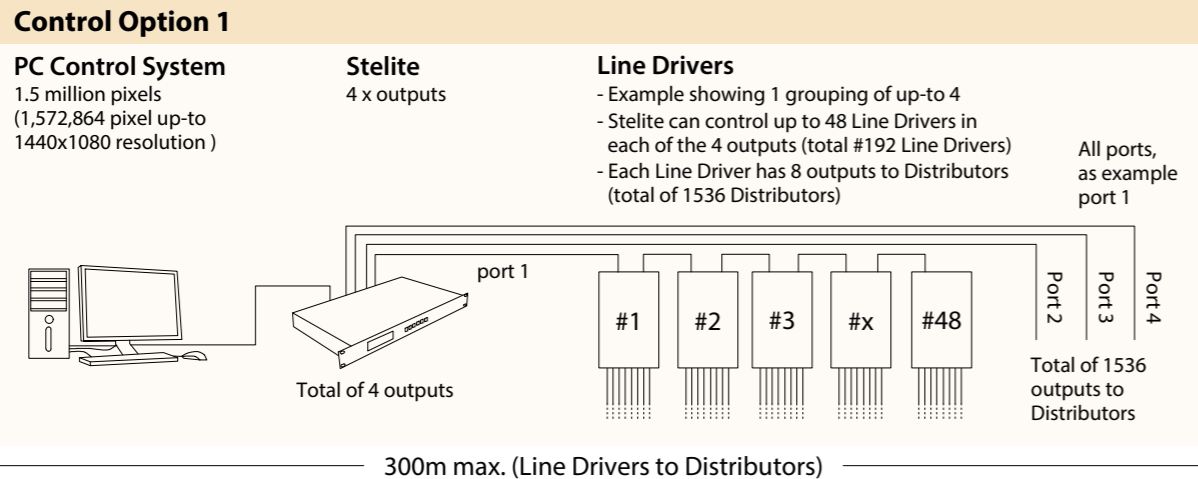 Control Option 1
PC Control System
1.5 million pixels
(1,572,864 pixel up-to
1440x1080 resolution )
Stelite
4 x outputs
Line Drivers
- Example showing 1 grouping of up-to 4
- Stelite can control up to 48 Line Drivers in
each of the 4 outputs (total #192 Line Drivers)
- Each Line Driver has 8 outputs to Distributors
(total of 1536 Distributors)
All ports,
as example
port 1
port 1
#1
#2
#3
#x
#48
Port 2
Port 3
Port 4
Total of 4 outputs
Total of 1536
outputs to
Distributors
300m max. (Line Drivers to Distributors)